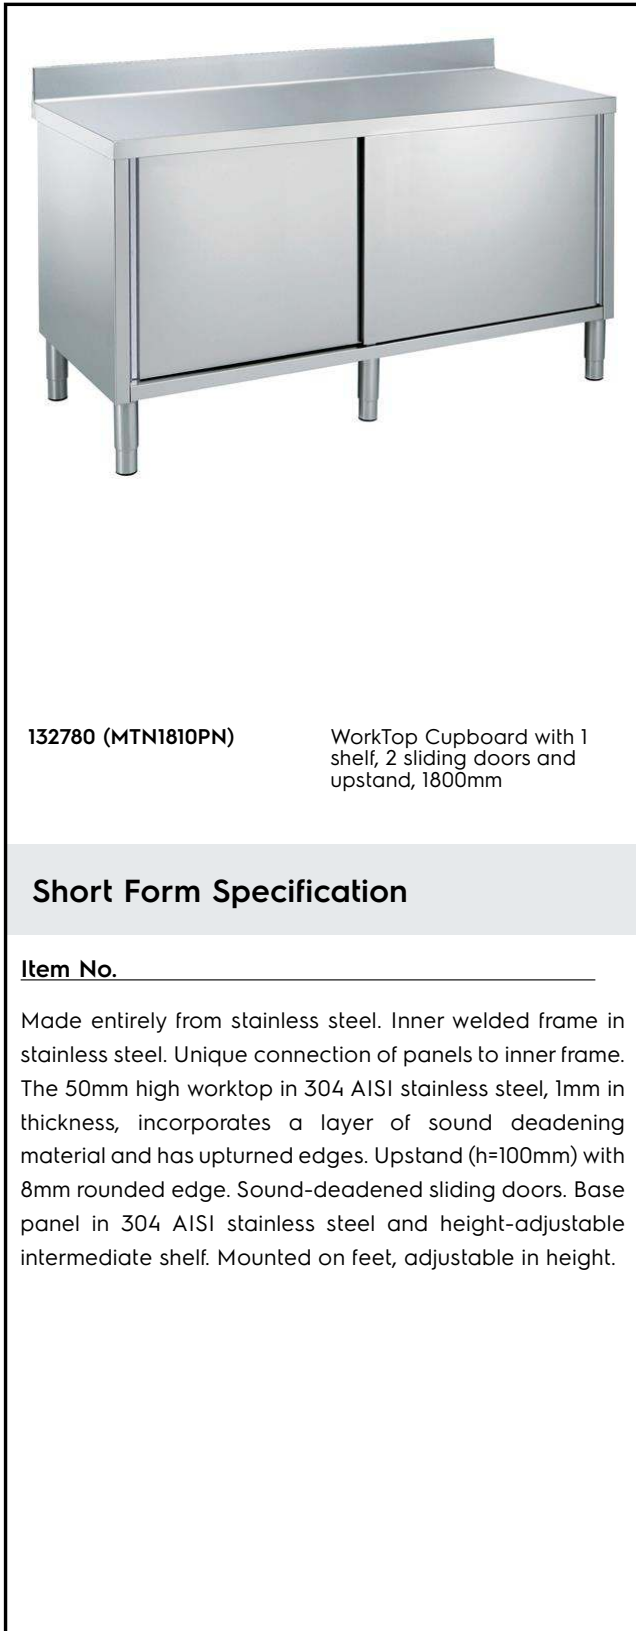 132780 (MTN1810PN)
WorkTop Cupboard with 1
shelf, 2 sliding doors and
upstand, 1800mm
Short Form Specification
Item No.
Made entirely from stainless steel. Inner welded frame in
stainless steel. Unique connection of panels to inner frame.
The 50mm high worktop in 304 AISI stainless steel, 1mm in
thickness, incorporates a layer of sound deadening
material and has upturned edges. Upstand (h=100mm) with
8mm rounded edge. Sound-deadened sliding doors. Base
panel in 304 AISI stainless steel and height-adjustable
intermediate shelf. Mounted on feet, adjustable in height.